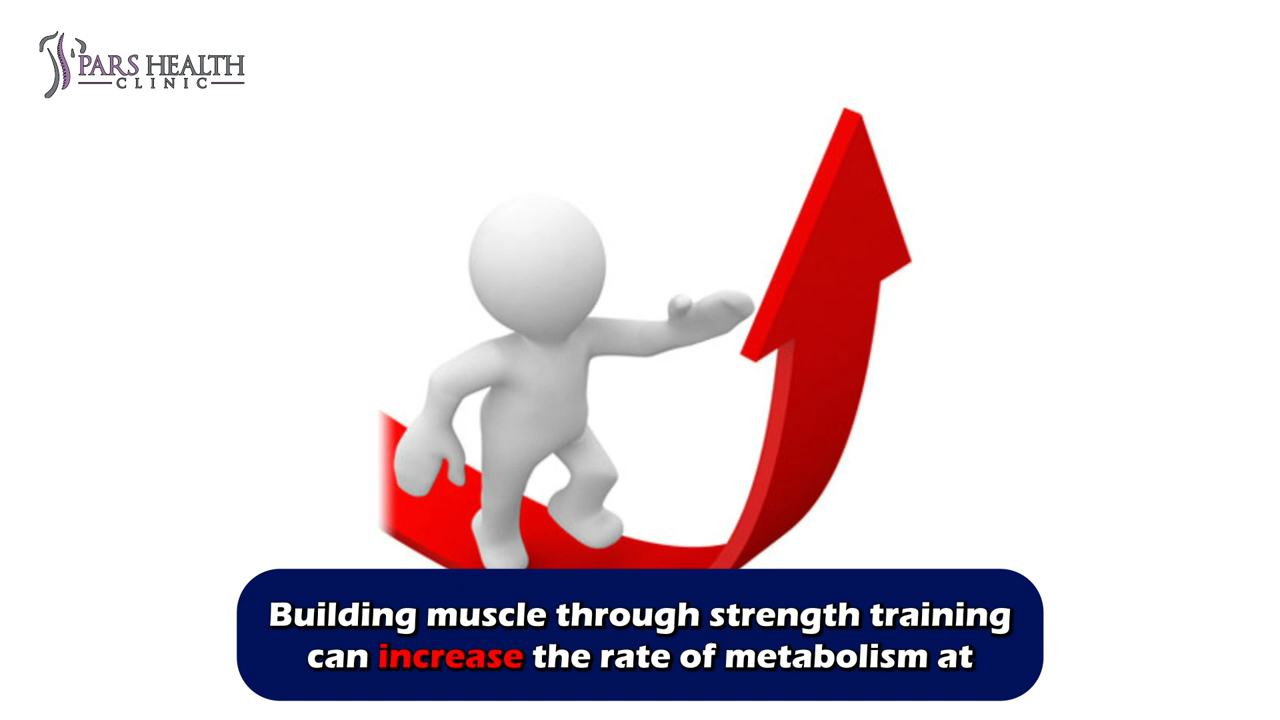 PARS HEALTH
CLINIC
Building muscle through strength training
can increase the rate of metabolism at